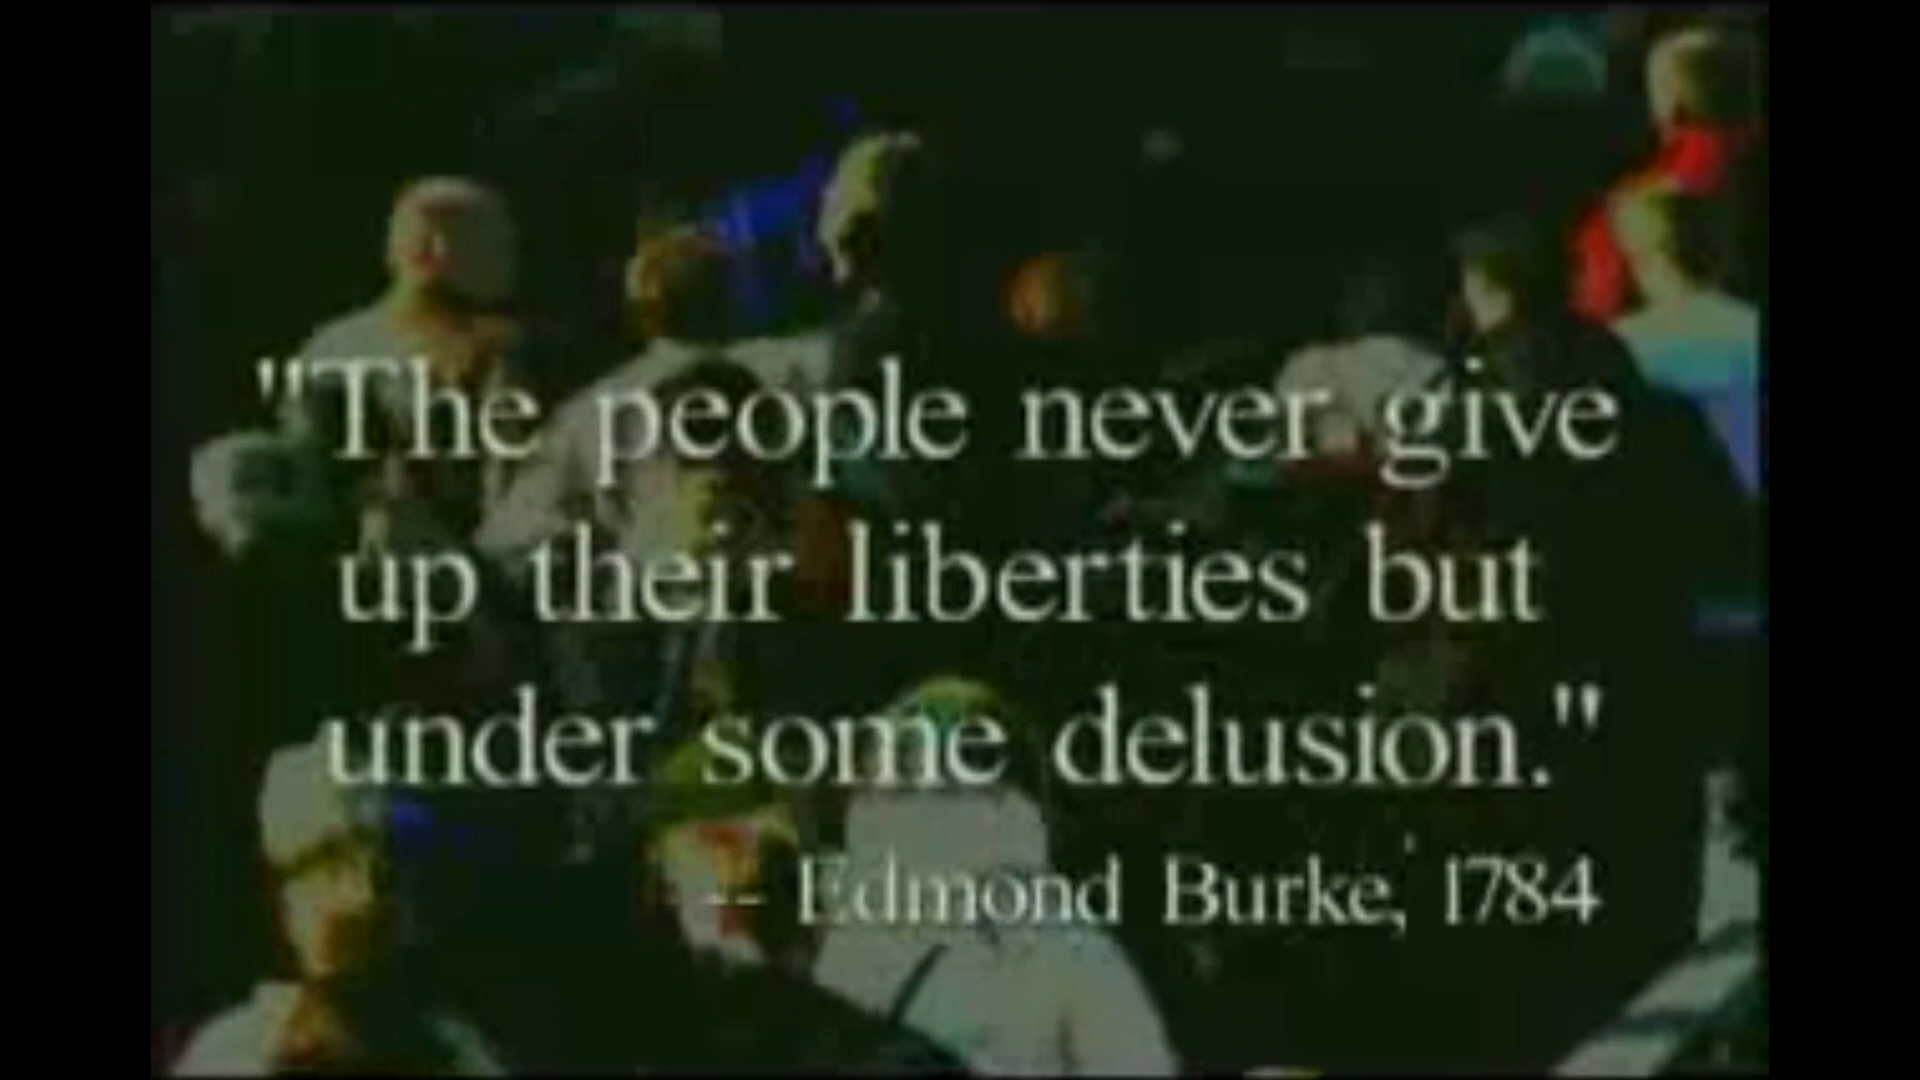 "The people never give
up their liberties but
under some delusion."
-- Edmond Burke, 1784